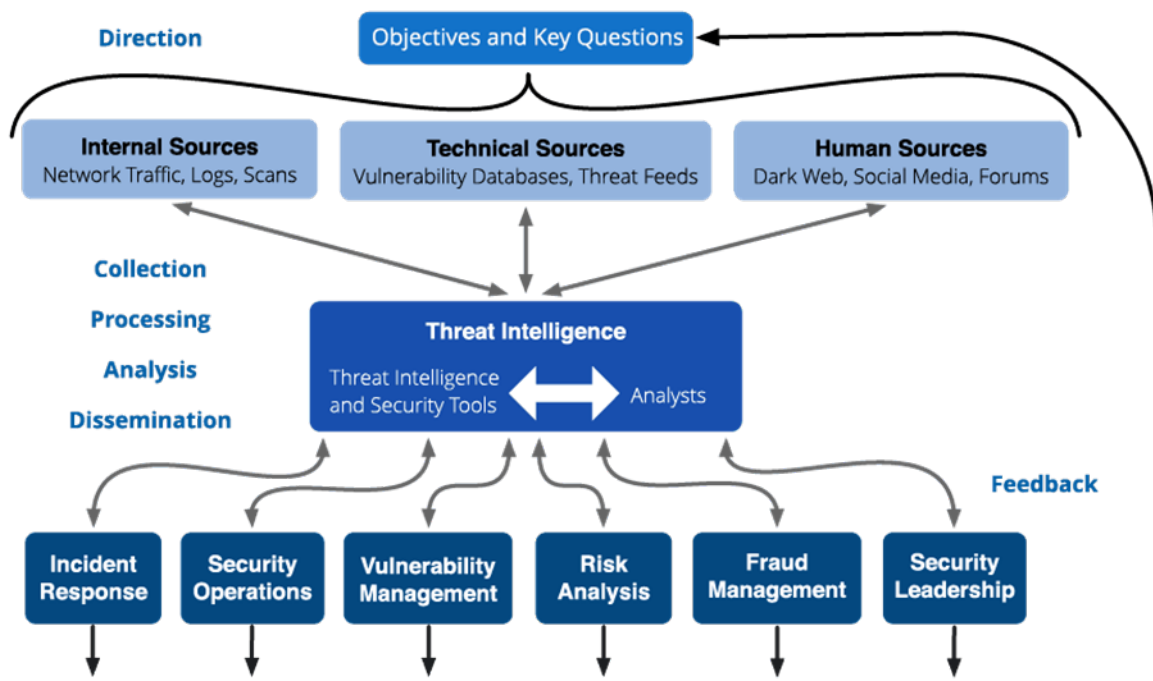 Direction
Objectives and Key Questions
Internal Sources
Network Traffic, Logs, Scans
Technical Sources
Vulnerability Databases, Threat Feeds
Human Sources
Dark Web, Social Media, Forums
Collection
Processing
Analysis
Dissemination
Threat Intelligence
Threat Intelligence
and Security Tools
Analysts
Feedback
Incident
Response
Security
Operations
Vulnerability
Management
Risk
Analysis
Fraud
Management
Security
Leadership